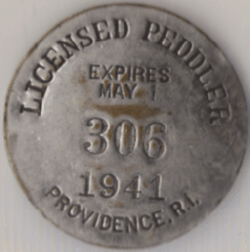 LICENSED PEDDLER
EXPIRES
MAY 1
306
1941
PROVIDENCE, R.I.